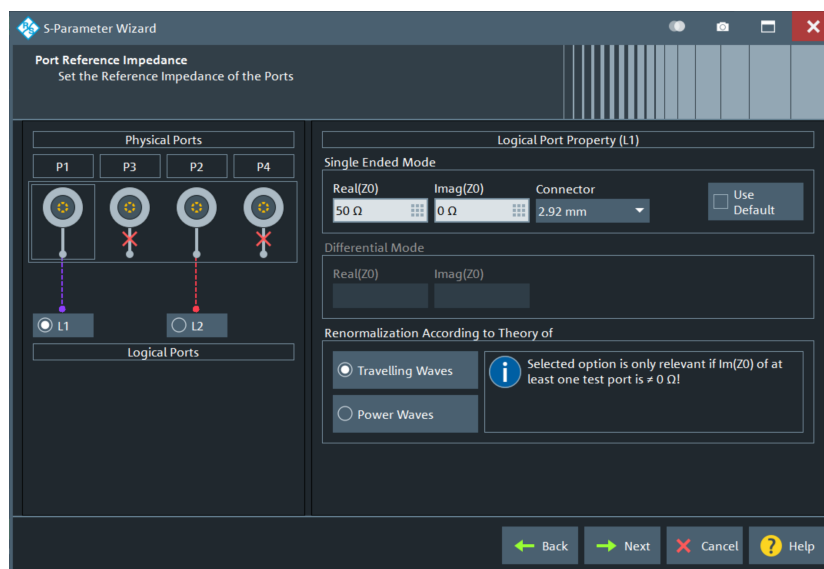 S-Parameter Wizard
Port Reference Impedance
Set the Reference Impedance of the Ports
Physical Ports
P1 P3 P2 P4
L1 L2
Logical Ports
Logical Port Property (L1)
Single Ended Mode
Real(Z0) Imag(Z0) Connector
50 Ω 0 Ω 2.92 mm
Use
Default
Differential Mode
Real(Z0) Imag(Z0)
Renormalization According to Theory of
Travelling Waves
Power Waves
Selected option is only relevant if Im(Z0) of at
least one test port is ≠ 0 Ω!
Back Next Cancel Help